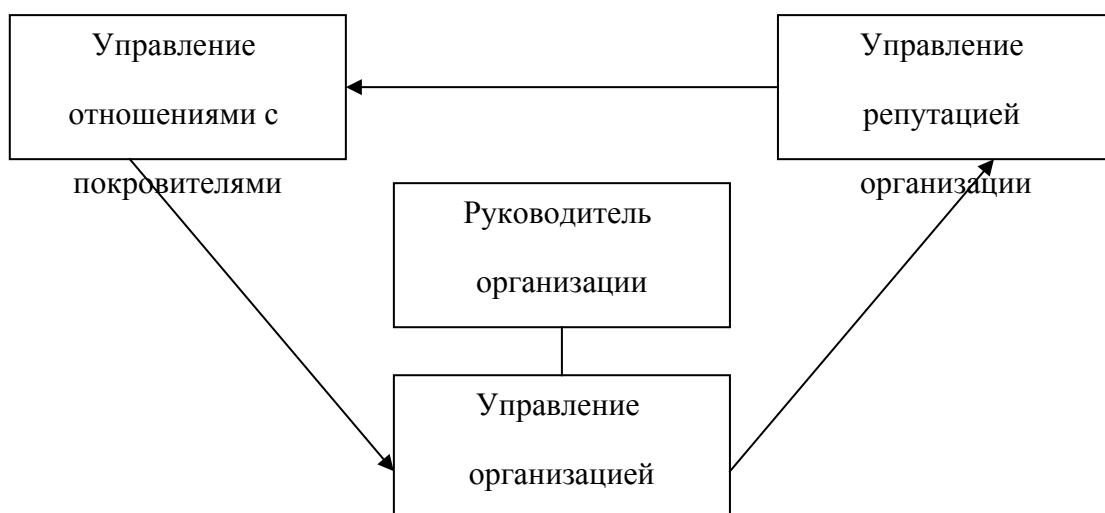 Управление
отношениями с
покровителями
Управление
репутацией
организации
Руководитель
организации
Управление
организацией